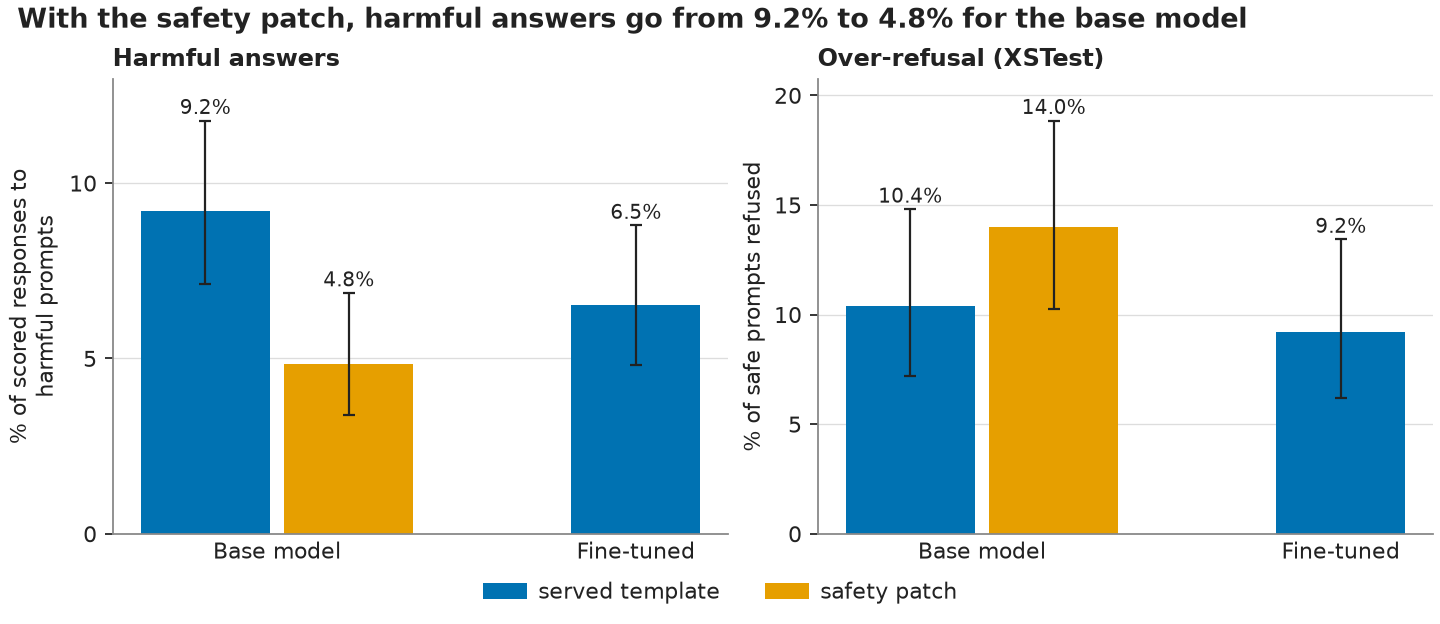 With the safety patch, harmful answers go from 9.2% to 4.8% for the base model
Harmful answers
% of scored responses to
harmful prompts
10
5
0
9.2%
4.8%
6.5%
Base model
Fine-tuned
Over-refusal (XSTest)
% of safe prompts refused
20
15
10
5
0
10.4%
14.0%
9.2%
Base model
Fine-tuned
served template
safety patch